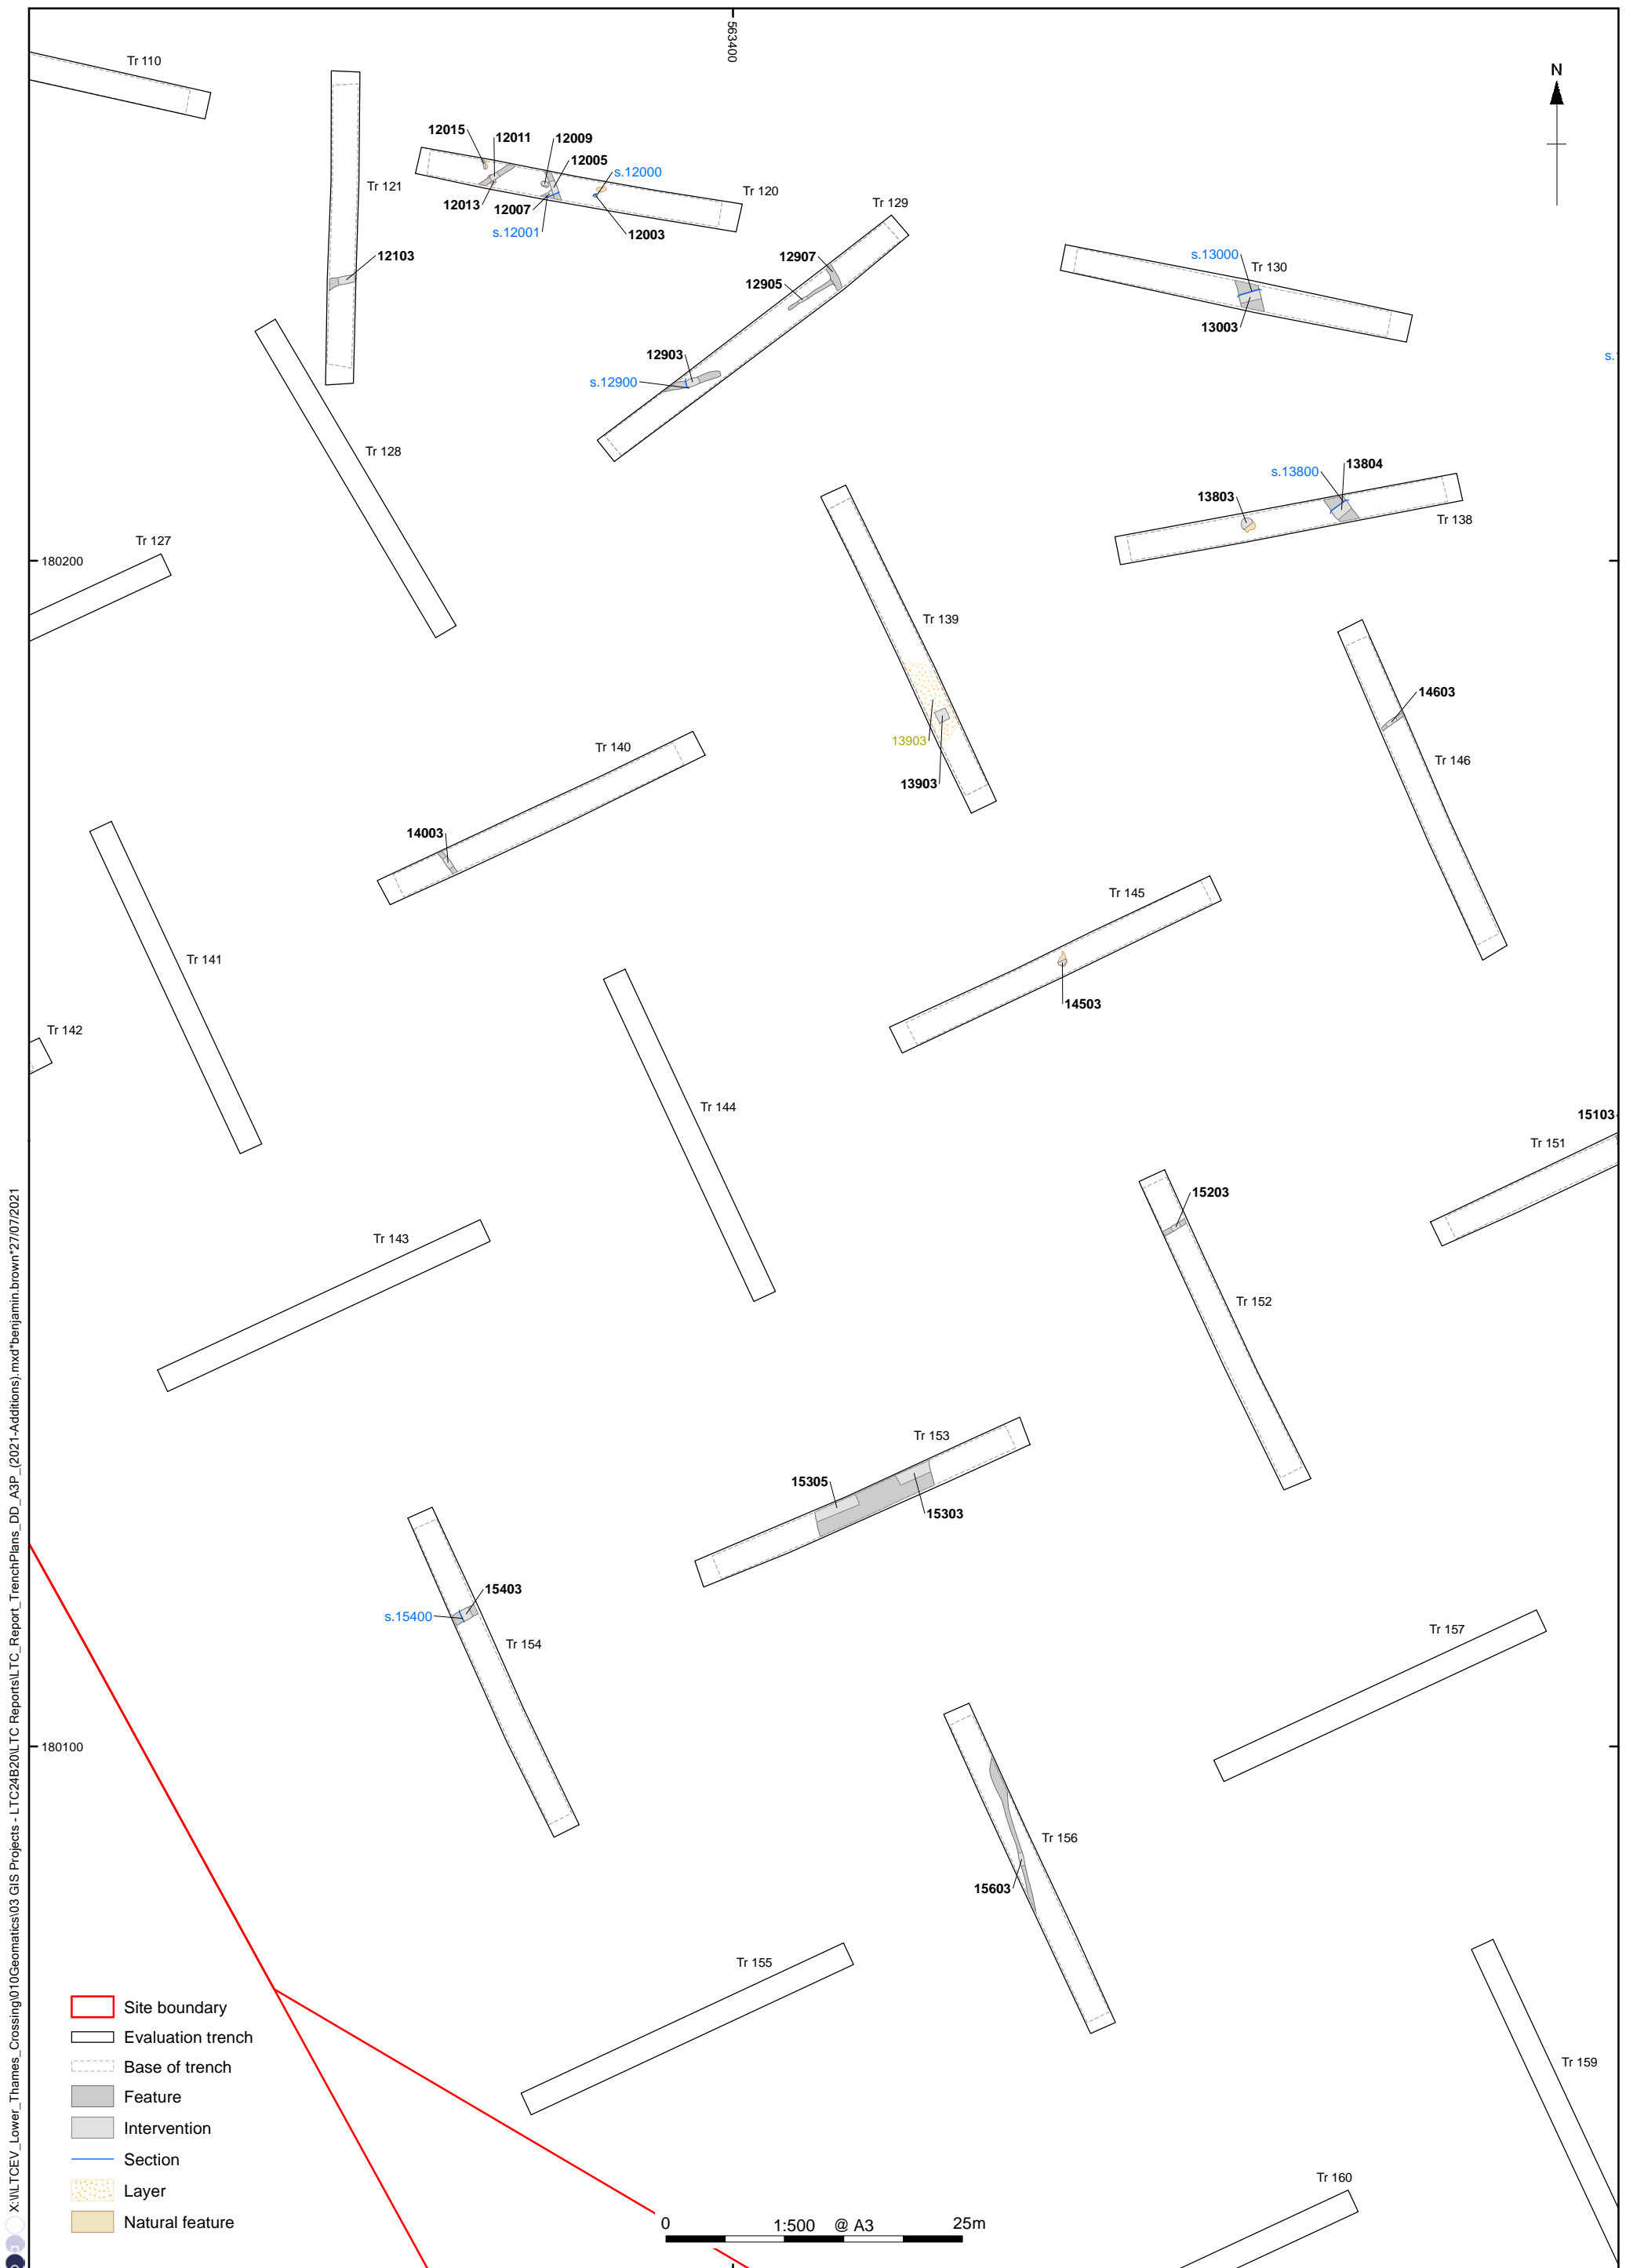 563400
N
Tr 110
12015
12011
12009
12005
s.12000
Tr 121
12013
12007
Tr 120
s.12001
12003
Tr 129
12103
12907
s.13000
Tr 130
12905
13003
12903
s.
s.12900
Tr 128
13804
s.13800
13803
Tr 138
Tr 127
180200
Tr 139
14603
13903
Tr 140
Tr 146
13903
14003
Tr 145
Tr 141
14503
Tr 142
Tr 144
15103
Tr 151
15203
Tr 143
Tr 152
Tr 153
15305
15303
15403
s.15400
Tr 157
Tr 154
180100
Tr 156
15603
Tr 155
Site boundary
Evaluation trench
Base of trench
Feature
Intervention
Section
Layer
Natural feature
Tr 159
Tr 160
0 1:500 @ A3 25m
X:\I\LTCEV_Lower_Thames_Crossing\010Geomatics\03 GIS Projects - LTC24B20\LTC Reports\LTC_Report_TrenchPlans_DD_A3P_(2021-Additions).mxd*benjamin.brown*27/07/2021